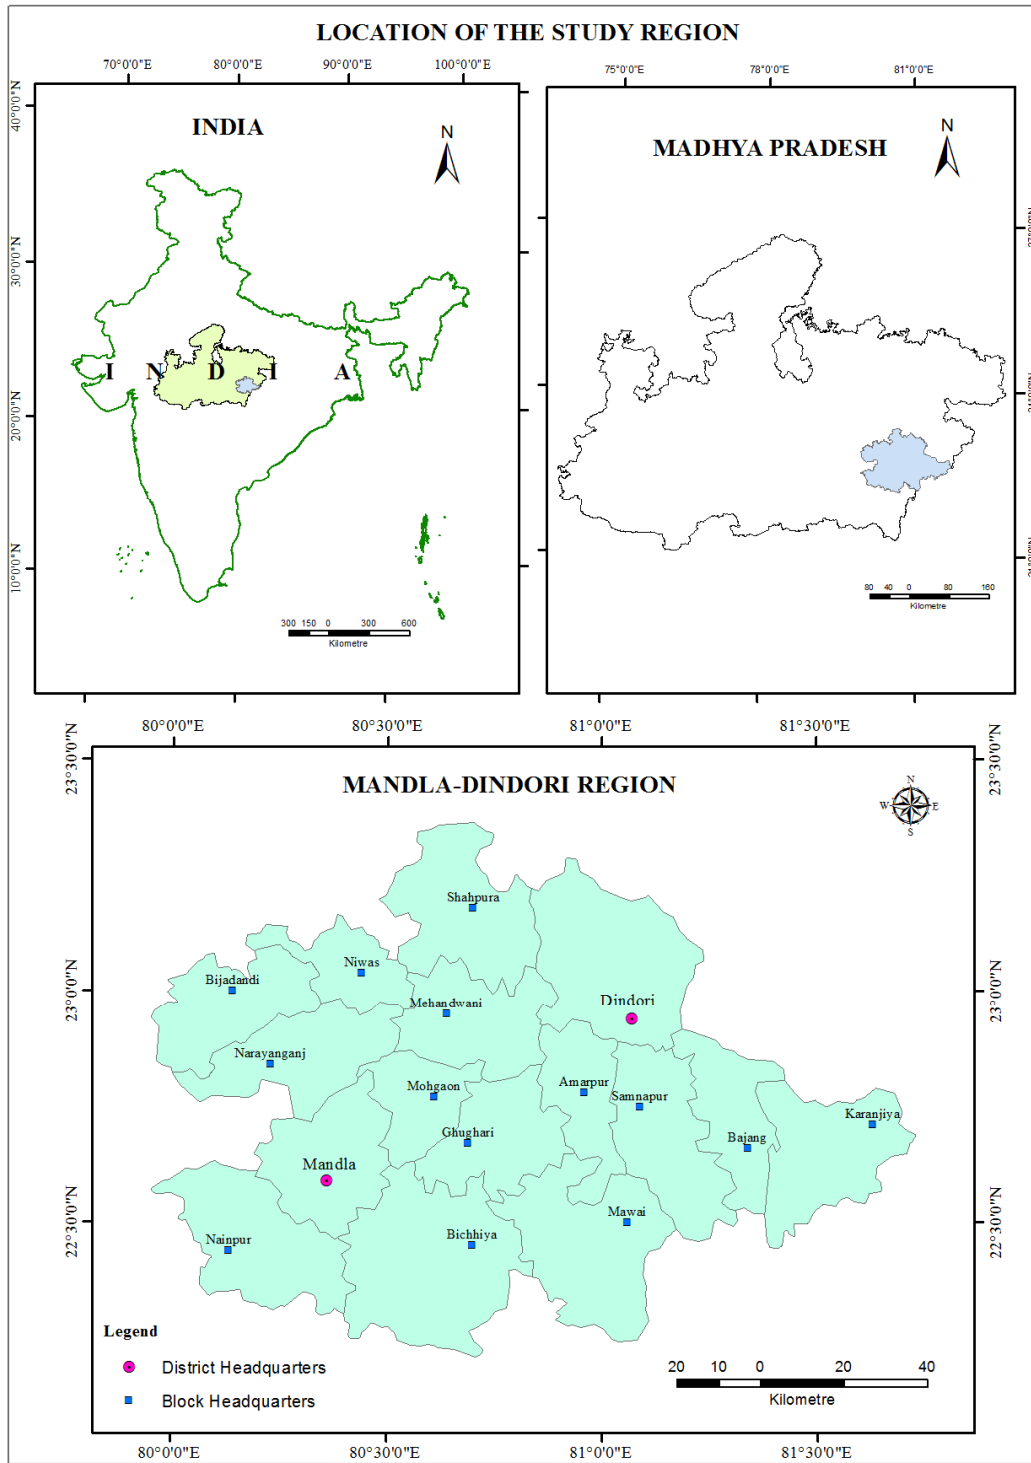 LOCATION OF THE STUDY REGION
70°0'0"E 80°0'0"E 90°0'0"E 100°0'0"E
40°0'0"N
30°0'0"N
20°0'0"N
10°0'0"N
INDIA
N
I N D I A
300 150 0 300 600
Kilometre
75°0'0"E 78°0'0"E 81°0'0"E
MADHYA PRADESH
N
80 40 0 80 160
Kilometre
80°0'0"E 80°30'0"E 81°0'0"E 81°30'0"E
23°30'0"N
23°30'0"N
MANDLA-DINDORI REGION
N
W E
S
Shahpura
Niwas
Bijadandi
23°0'0"N
23°0'0"N
Mehandwani
Dindori
Narayanganj
Mohgaon
Amarpur
Samnapur
Karanjiya
Ghughari
Bajang
Mandla
22°30'0"N
22°30'0"N
Mawai
Nainpur
Bichhiya
Legend
District Headquarters
Block Headquarters
20 10 0 20 40
Kilometre
80°0'0"E 80°30'0"E 81°0'0"E 81°30'0"E